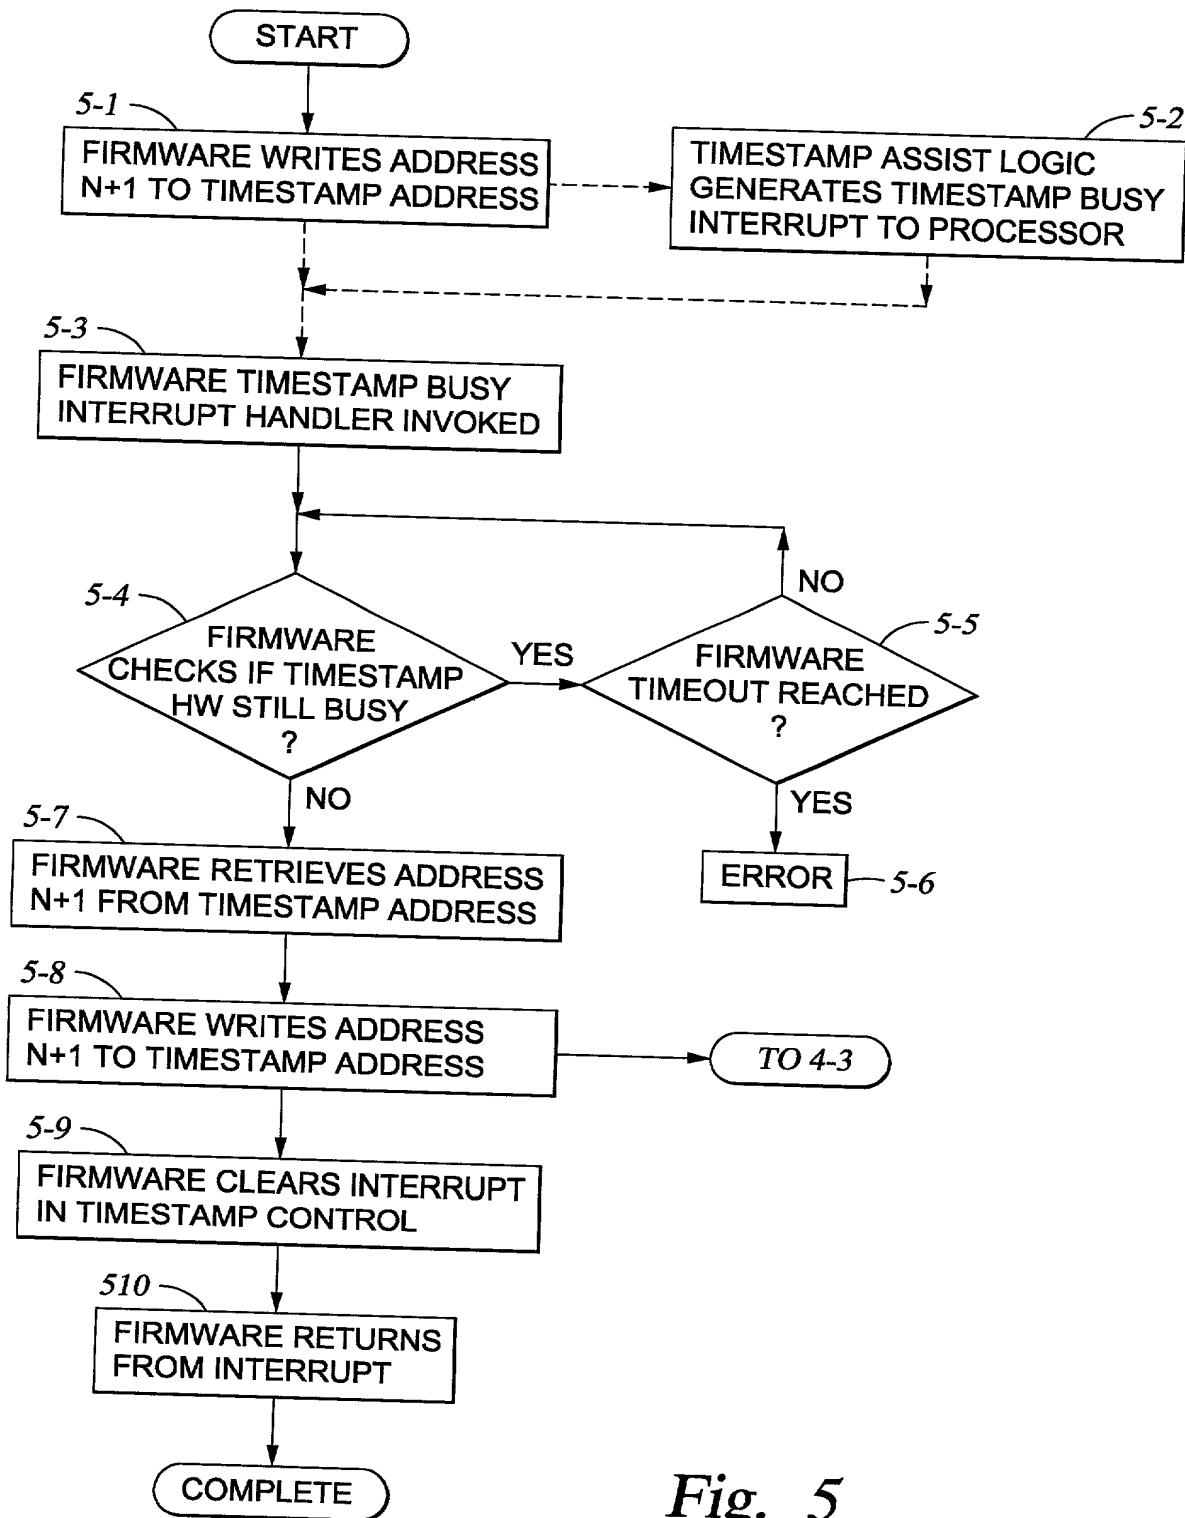 START
5-1
FIRMWARE WRITES ADDRESS
N+1 TO TIMESTAMP ADDRESS
5-2
TIMESTAMP ASSIST LOGIC
GENERATES TIMESTAMP BUSY
INTERRUPT TO PROCESSOR
5-3
FIRMWARE TIMESTAMP BUSY
INTERRUPT HANDLER INVOKED
5-4
FIRMWARE
CHECKS IF TIMESTAMP
HW STILL BUSY
?
YES
NO
5-5
FIRMWARE
TIMEOUT REACHED
?
NO
YES
ERROR
5-6
5-7
FIRMWARE RETRIEVES ADDRESS
N+1 FROM TIMESTAMP ADDRESS
5-8
FIRMWARE WRITES ADDRESS
N+1 TO TIMESTAMP ADDRESS
TO 4-3
5-9
FIRMWARE CLEARS INTERRUPT
IN TIMESTAMP CONTROL
510
FIRMWARE RETURNS
FROM INTERRUPT
COMPLETE
Fig. 5